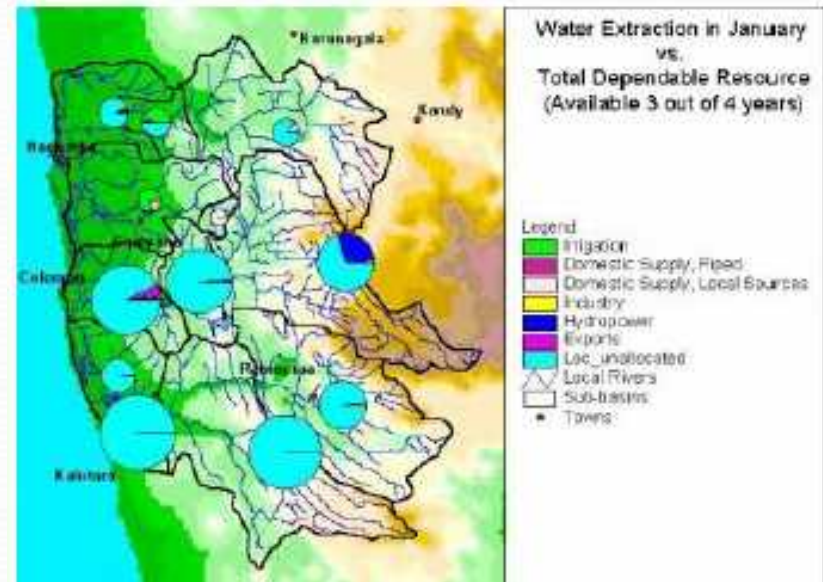 Water Extraction in January
vs.
Total Dependable Resource
(Available 3 out of 4 years)
Kurunagala
Kandy
Colombo
Kalutara
Legend
Irrigation
Domestic Supply, Piped
Domestic Supply, Local Sources
Industry
Hydropower
Exports
Loc_unallocated
Local Rivers
Sub-basins
Towns